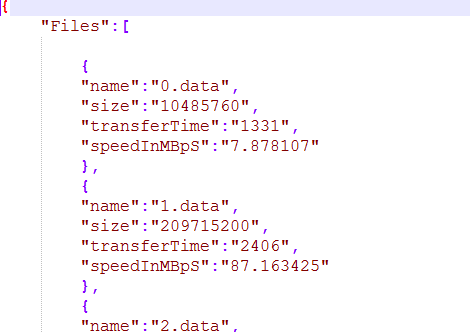 {
"Files":[
{
"name":"0.data",
"size":"10485760",
"transferTime":"1331",
"speedInMBpS":"7.878107"
},
{
"name":"1.data",
"size":"209715200",
"transferTime":"2406",
"speedInMBpS":"87.163425"
},
{
"name":"2.data",